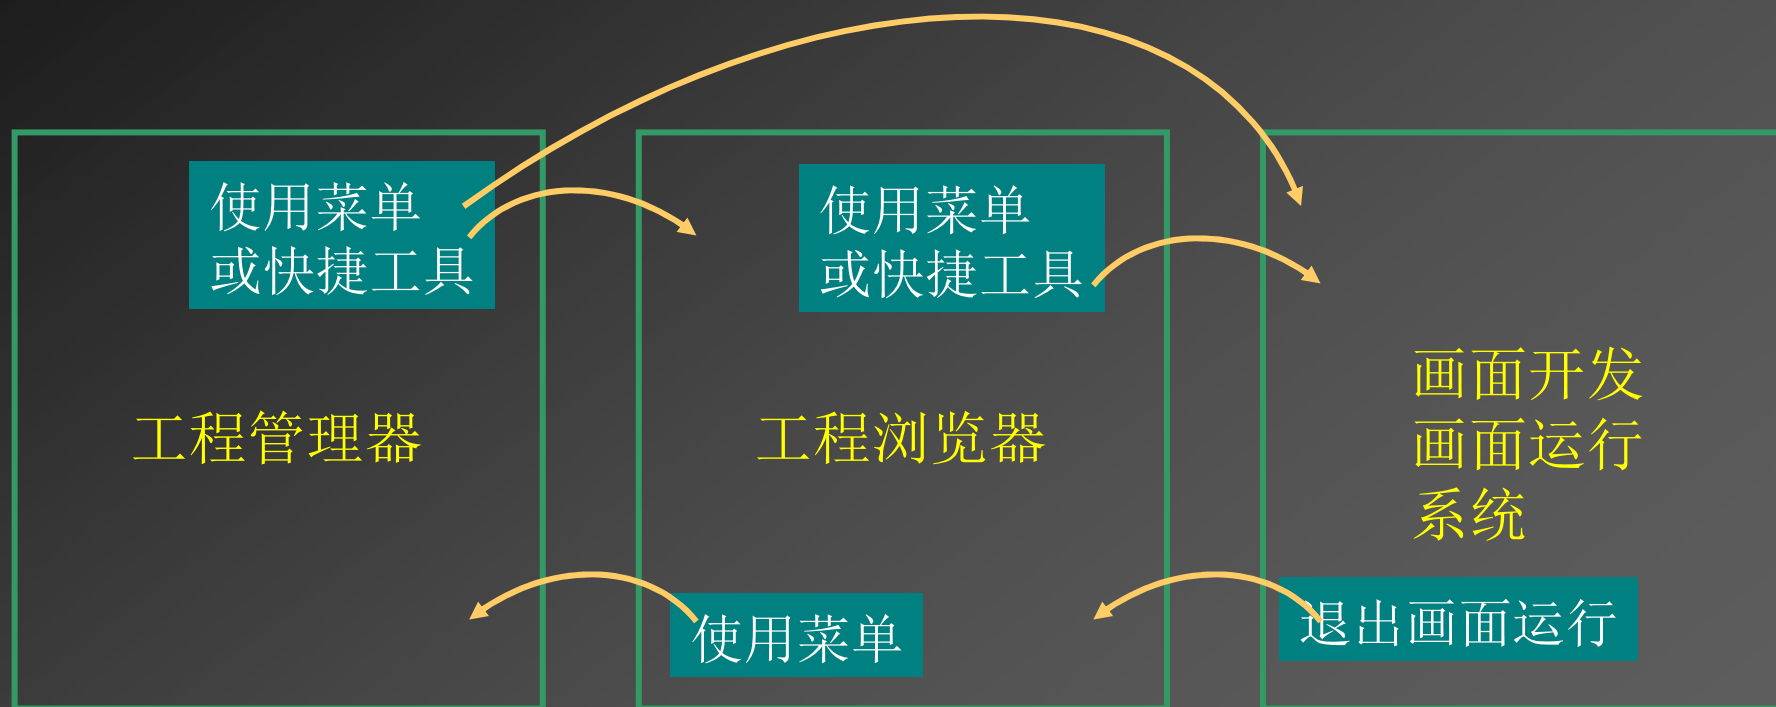 使用菜单
或快捷工具
使用菜单
或快捷工具
工程管理器
工程浏览器
画面开发
画面运行
系统
使用菜单
退出画面运行